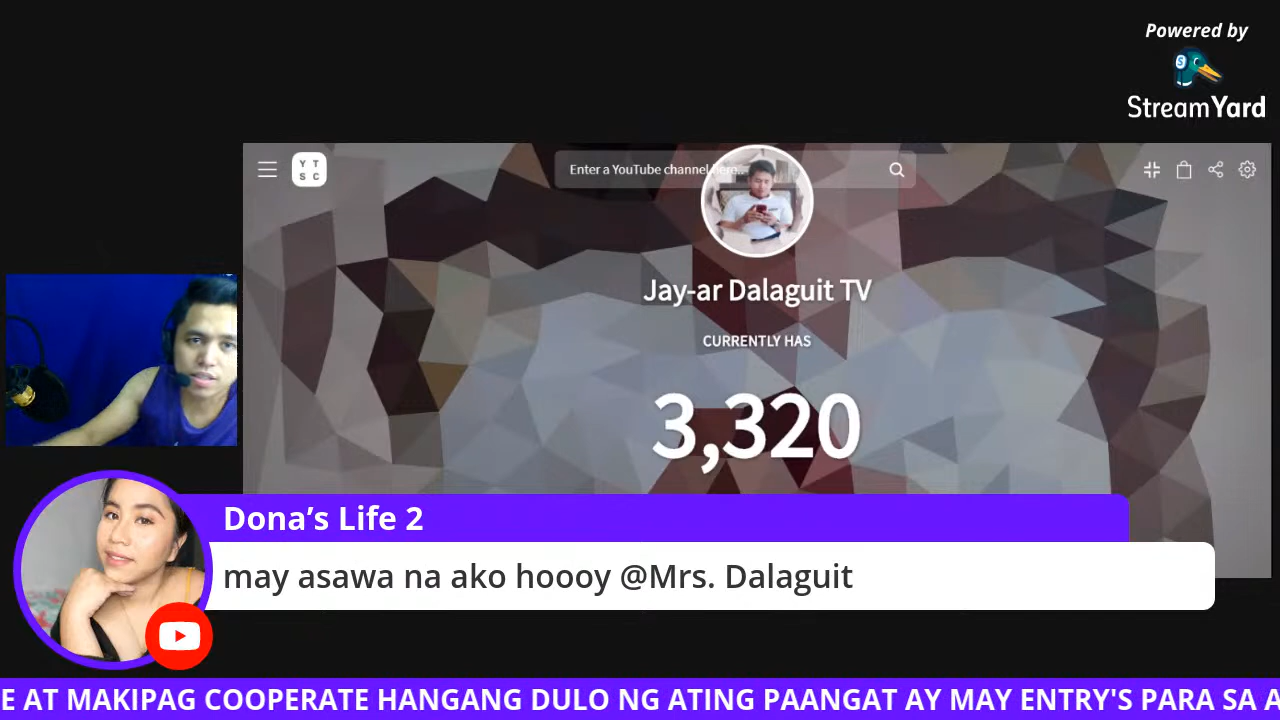 Powered by
StreamYard
Y T
S C
Enter a YouTube channel here...
Jay-ar Dalaguit TV
CURRENTLY HAS
3,320
Dona’s Life 2
may asawa na ako hoooy @Mrs. Dalaguit
E AT MAKIPAG COOPERATE HANGANG DULO NG ATING PAANGAT AY MAY ENTRY'S PARA SA A